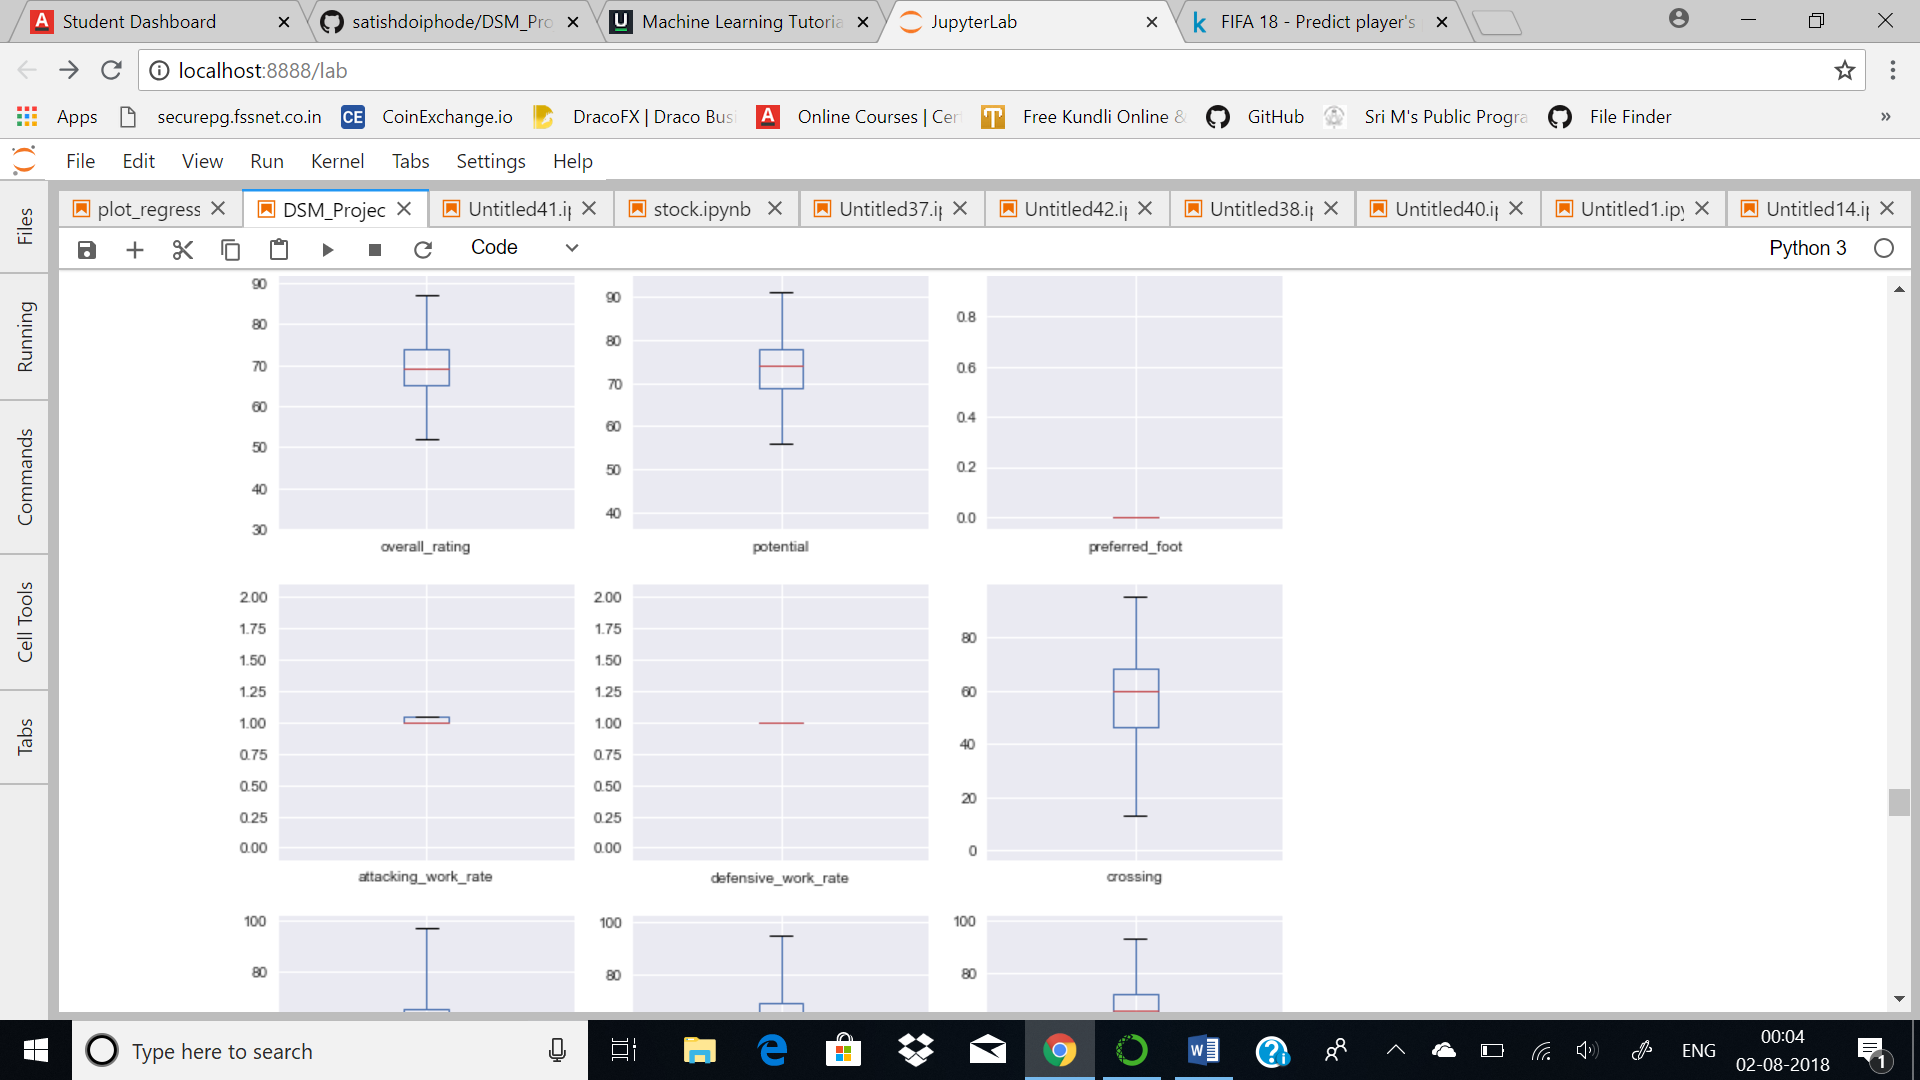 Student Dashboard
satishdoiphode/DSM_Pro
Machine Learning Tutoria
JupyterLab
FIFA 18 - Predict player's
localhost:8888/lab
Apps securepg.fssnet.co.in CE CoinExchange.io DracoFX | Draco Busi Online Courses | Cer Free Kundli Online & GitHub Sri M's Public Progra File Finder »
File Edit View Run Kernel Tabs Settings Help
plot_regress DSM_Projec Untitled41.i stock.ipynb Untitled37.i Untitled42.i Untitled38.i Untitled40.i Untitled1.ipy Untitled14.i
Code Python 3
Files
Running
Commands
Cell Tools
Tabs
90
80
70
60
50
40
30
overall_rating
90
80
70
60
50
40
potential
0.8
0.6
0.4
0.2
0.0
preferred_foot
2.00
1.75
1.50
1.25
1.00
0.75
0.50
0.25
0.00
attacking_work_rate
2.00
1.75
1.50
1.25
1.00
0.75
0.50
0.25
0.00
defensive_work_rate
80
60
40
20
0
crossing
100
80
100
80
100
80
Type here to search
ENG
00:04
02-08-2018
1